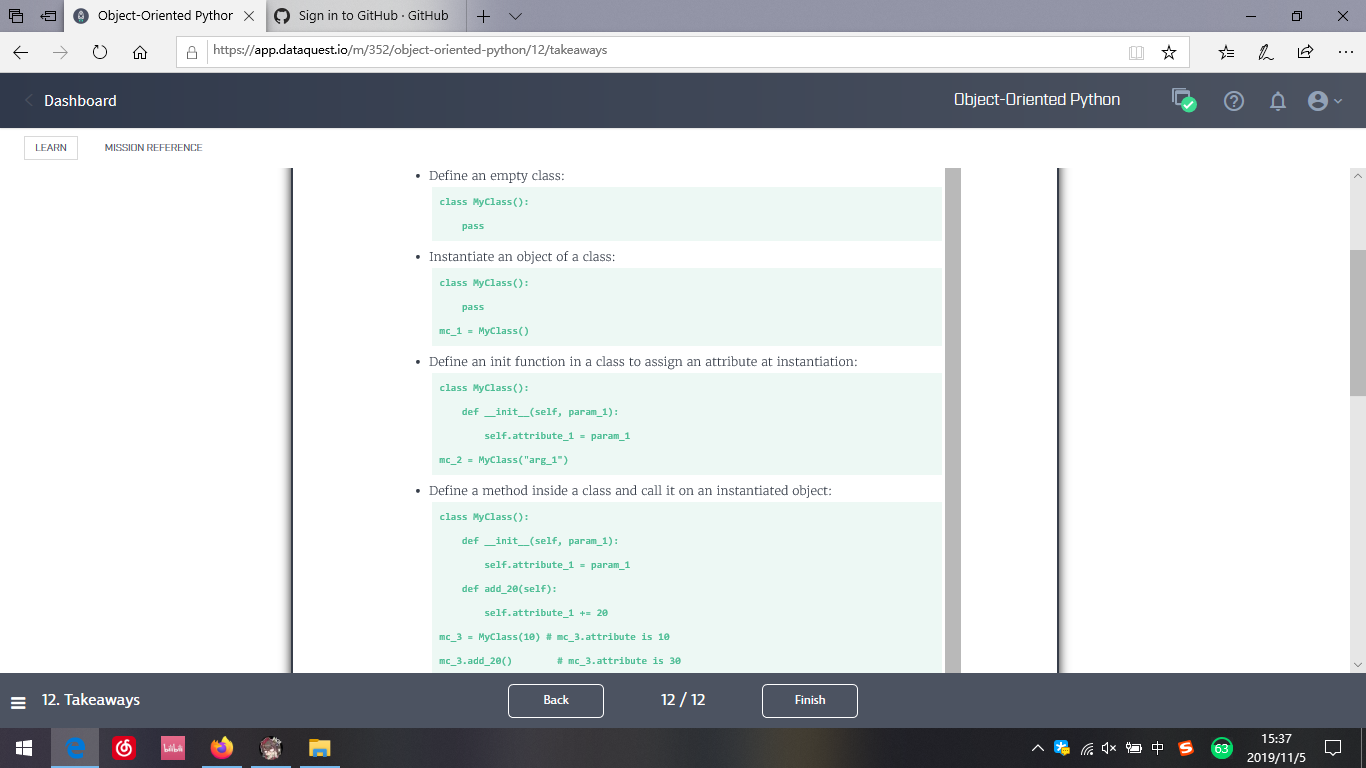 Object-Oriented Python
Sign in to GitHub · GitHub
https://app.dataquest.io/m/352/object-oriented-python/12/takeaways
Dashboard
Object-Oriented Python
LEARN
MISSION REFERENCE
• Define an empty class:
class MyClass():
    pass
• Instantiate an object of a class:
class MyClass():
    pass
mc_1 = MyClass()
• Define an init function in a class to assign an attribute at instantiation:
class MyClass():
    def __init__(self, param_1):
        self.attribute_1 = param_1
mc_2 = MyClass("arg_1")
• Define a method inside a class and call it on an instantiated object:
class MyClass():
    def __init__(self, param_1):
        self.attribute_1 = param_1
    def add_20(self):
        self.attribute_1 += 20
mc_3 = MyClass(10) # mc_3.attribute is 10
mc_3.add_20()        # mc_3.attribute is 30
12. Takeaways
Back
12 / 12
Finish
bilibili
中
63
15:37
2019/11/5